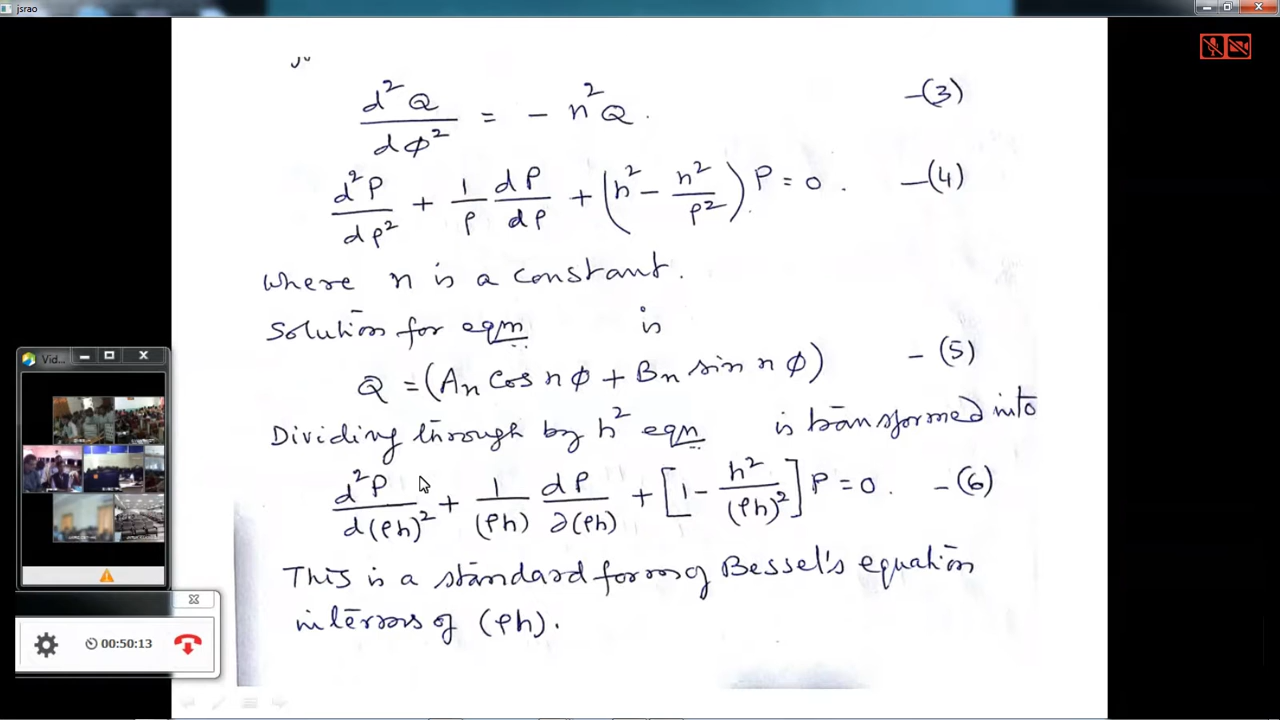 jsrao
d²Q/dφ² = - n²Q. -(3)
d²P/dρ² + 1/ρ dP/dρ + (h² - n²/ρ²) P = 0. -(4)
Where n is a constant.
Solution for eqn is
Q = (An Cos nφ + Bn sin nφ) -(5)
Dividing through by h² eqn is transformed into
d²P/d(ρh)² + 1/(ρh) dP/∂(ρh) + [1 - n²/(ρh)²] P = 0. -(6)
This is a standard form of Bessel's equation
in terms of (ρh).
Vid...
00:50:13